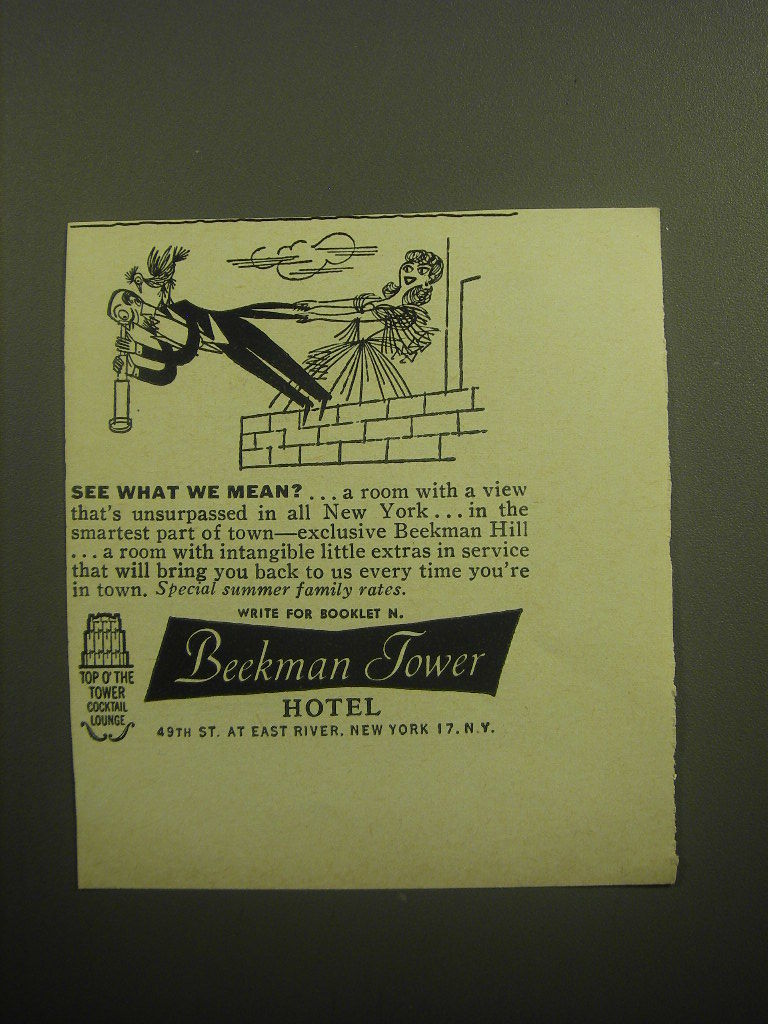 SEE WHAT WE MEAN? ... a room with a view
that's unsurpassed in all New York ... in the
smartest part of town—exclusive Beekman Hill
... a room with intangible little extras in service
that will bring you back to us every time you're
in town. Special summer family rates.
WRITE FOR BOOKLET N.
TOP O' THE
TOWER
COCKTAIL
LOUNGE
Beekman Tower
HOTEL
49TH ST. AT EAST RIVER, NEW YORK 17, N.Y.